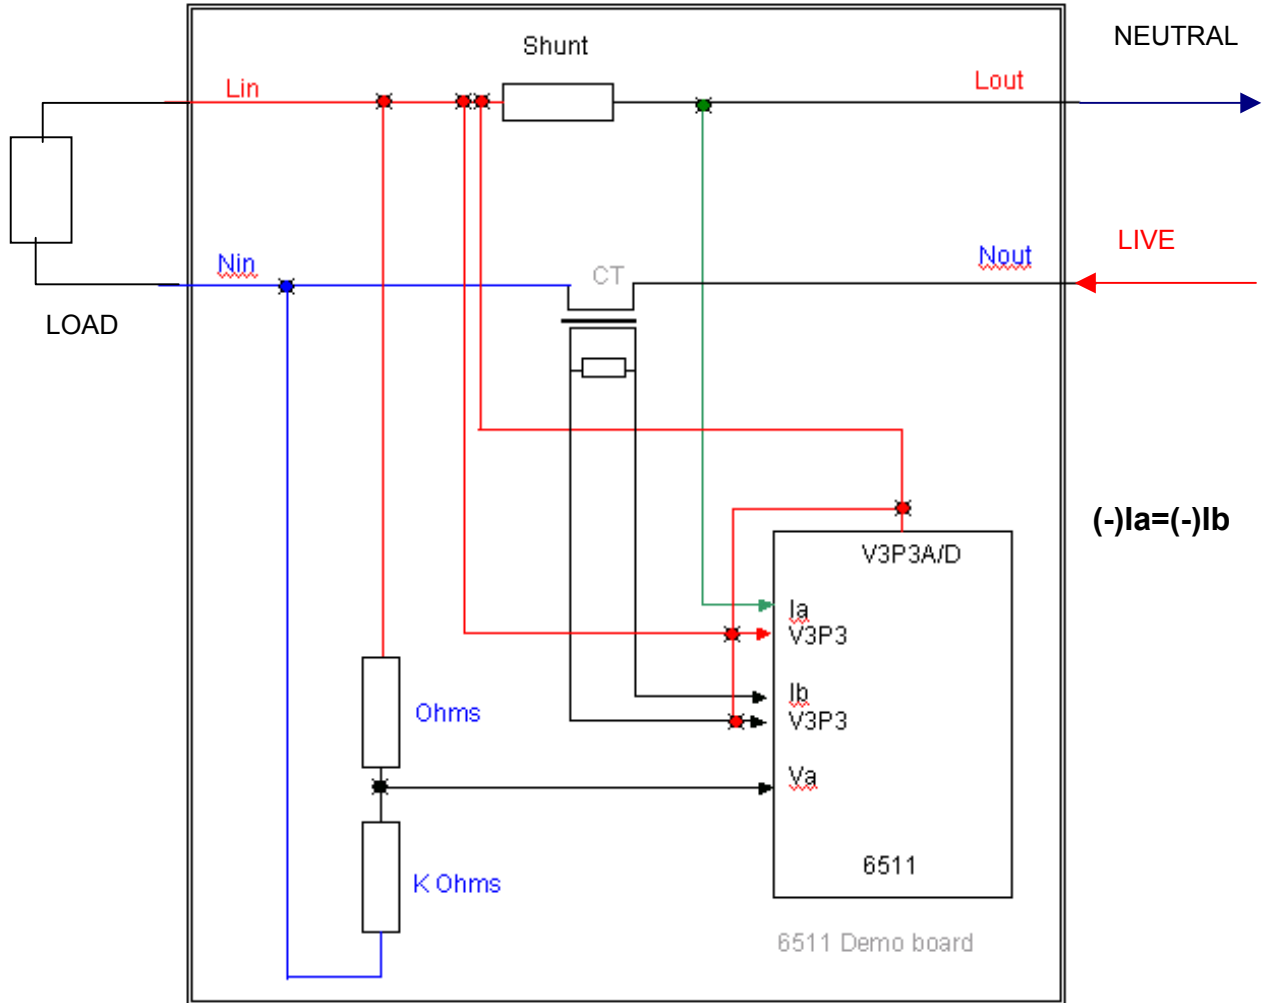 Shunt
NEUTRAL
Lin
Lout
LIVE
Nin
CT
Nout
LOAD
(-)Ia=(-)Ib
V3P3A/D
Ia
V3P3
Ib
V3P3
Ohms
Va
6511
K Ohms
6511 Demo board